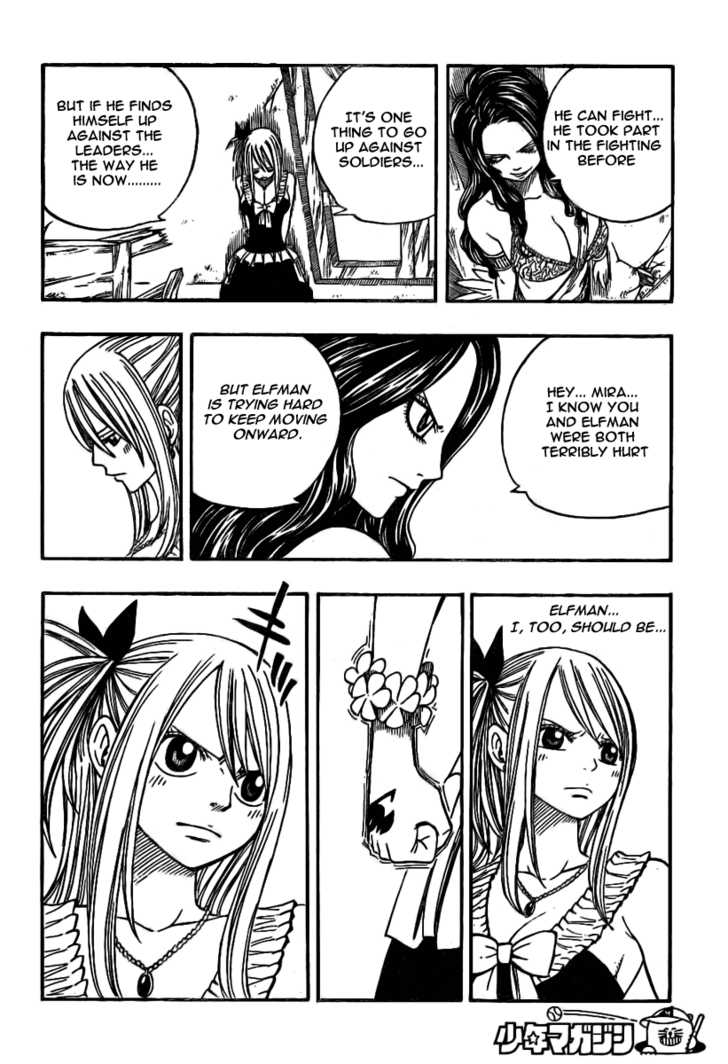 HE CAN FIGHT...
HE TOOK PART
IN THE FIGHTING
BEFORE
IT'S ONE
THING TO GO
UP AGAINST
SOLDIERS...
BUT IF HE FINDS
HIMSELF UP
AGAINST THE
LEADERS...
THE WAY HE
IS NOW.........
HEY... MIRA...
I KNOW YOU
AND ELFMAN
WERE BOTH
TERRIBLY HURT
BUT ELFMAN
IS TRYING HARD
TO KEEP MOVING
ONWARD.
ELFMAN...
I, TOO, SHOULD BE...
少年マガジン